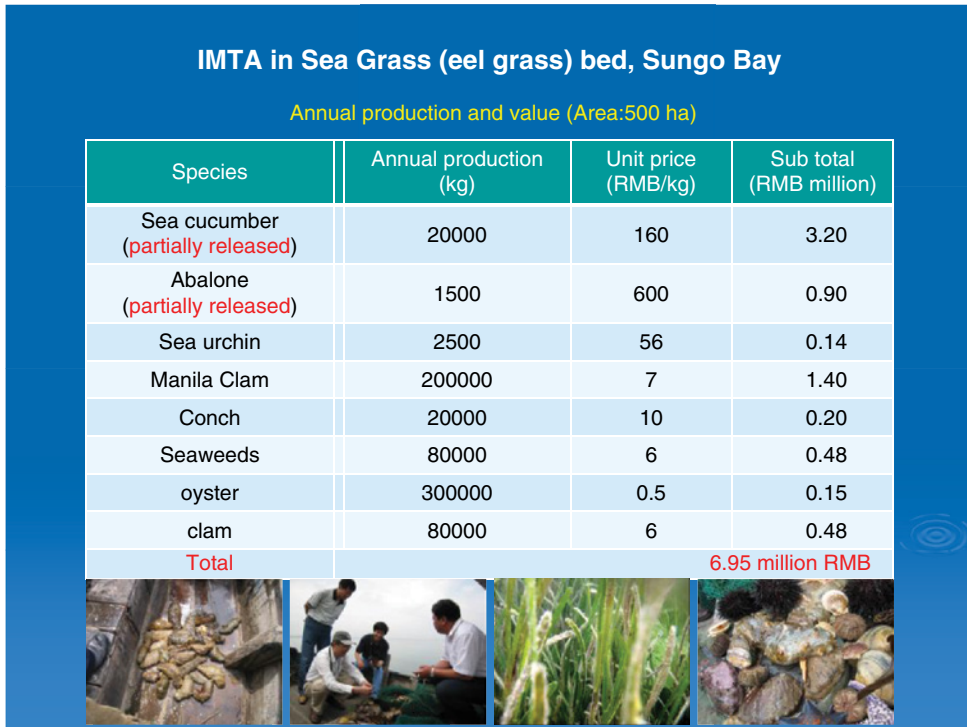 IMTA in Sea Grass (eel grass) bed, Sungo Bay
Annual production and value (Area:500 ha)
Species Annual production (kg) Unit price (RMB/kg) Sub total (RMB million)
Sea cucumber (partially released) 20000 160 3.20
Abalone (partially released) 1500 600 0.90
Sea urchin 2500 56 0.14
Manila Clam 200000 7 1.40
Conch 20000 10 0.20
Seaweeds 80000 6 0.48
oyster 300000 0.5 0.15
clam 80000 6 0.48
Total 6.95 million RMB